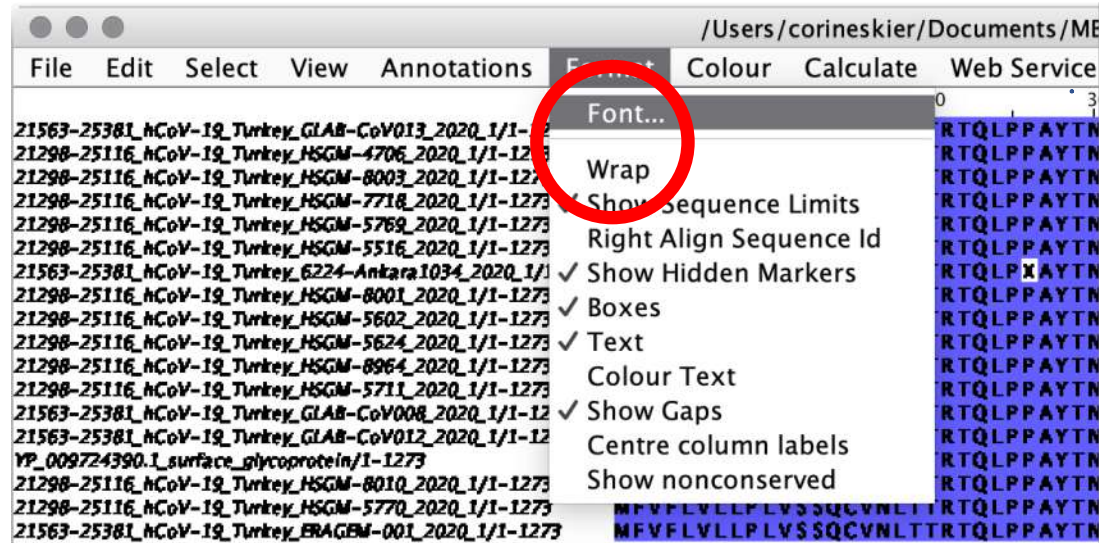 /Users/corineskier/Documents/ME
File Edit Select View Annotations Format Colour Calculate Web Service
Font...
Wrap
✓ Show Sequence Limits
Right Align Sequence Id
✓ Show Hidden Markers
✓ Boxes
✓ Text
Colour Text
✓ Show Gaps
Centre column labels
Show nonconserved
0 3
21563-25381_hCoV-19_Turkey_GLAB-CoV013_2020_1/1-12 RTQLPPAYTN
21298-25116_hCoV-19_Turkey_HSGM-4706_2020_1/1-127 RTQLPPAYTN
21298-25116_hCoV-19_Turkey_HSGM-8003_2020_1/1-127 RTQLPPAYTN
21298-25116_hCoV-19_Turkey_HSGM-7718_2020_1/1-1273 RTQLPPAYTN
21298-25116_hCoV-19_Turkey_HSGM-5769_2020_1/1-1273 RTQLPPAYTN
21298-25116_hCoV-19_Turkey_HSGM-5516_2020_1/1-1273 RTQLPPAYTN
21563-25381_hCoV-19_Turkey_6224-Ankara1034_2020_1/1 RTQLPXAYTN
21298-25116_hCoV-19_Turkey_HSGM-8001_2020_1/1-1273 RTQLPPAYTN
21298-25116_hCoV-19_Turkey_HSGM-5602_2020_1/1-1273 RTQLPPAYTN
21298-25116_hCoV-19_Turkey_HSGM-5624_2020_1/1-1273 RTQLPPAYTN
21298-25116_hCoV-19_Turkey_HSGM-8964_2020_1/1-1273 RTQLPPAYTN
21298-25116_hCoV-19_Turkey_HSGM-5711_2020_1/1-1273 RTQLPPAYTN
21563-25381_hCoV-19_Turkey_GLAB-CoV008_2020_1/1-12 RTQLPPAYTN
21563-25381_hCoV-19_Turkey_GLAB-CoV012_2020_1/1-12 RTQLPPAYTN
YP_009724390.1_surface_glycoprotein/1-1273 RTQLPPAYTN
21298-25116_hCoV-19_Turkey_HSGM-8010_2020_1/1-1273 RTQLPPAYTN
21298-25116_hCoV-19_Turkey_HSGM-5770_2020_1/1-1273 MFVFLVLLPLVSSQCVNLTTRTQLPPAYTN
21563-25381_hCoV-19_Turkey_ERAGEM-001_2020_1/1-1273 MFVFLVLLPLVSSQCVNLTTRTQLPPAYTN